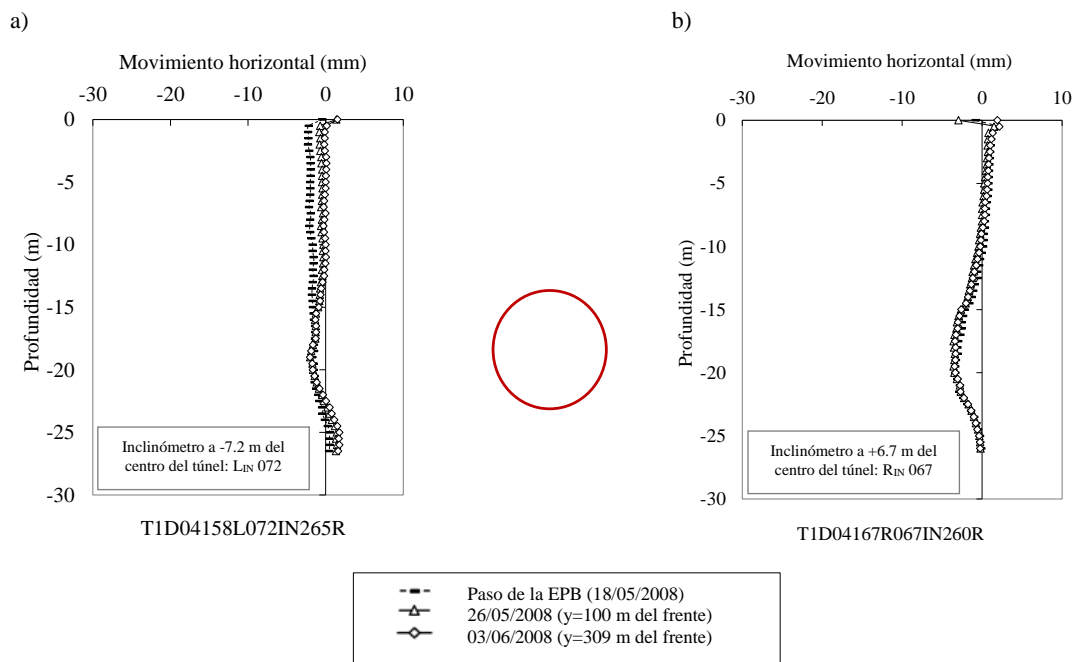 a)
Movimiento horizontal (mm)
-30 -20 -10 0 10
0
-5
-10
-15
-20
-25
-30
Profundidad (m)
Inclinómetro a -7.2 m del
centro del túnel: LIN 072
T1D04158L072IN265R
b)
Movimiento horizontal (mm)
-30 -20 -10 0 10
0
-5
-10
-15
-20
-25
-30
Profundidad (m)
Inclinómetro a +6.7 m del
centro del túnel: RIN 067
T1D04167R067IN260R
Paso de la EPB (18/05/2008)
26/05/2008 (y=100 m del frente)
03/06/2008 (y=309 m del frente)